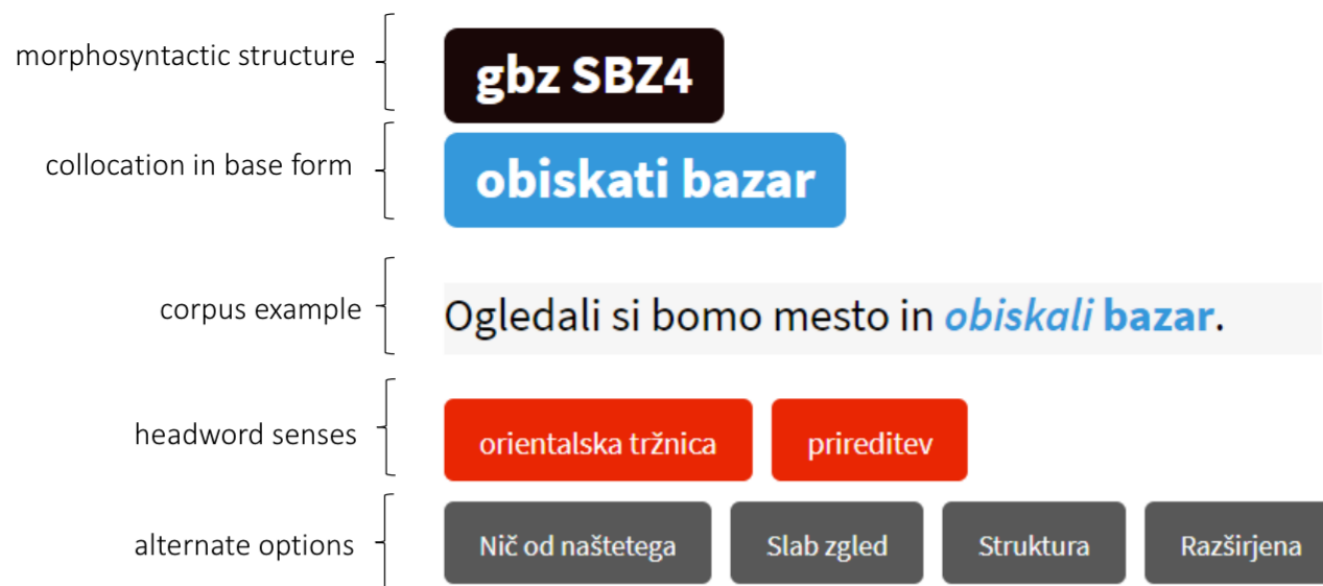 morphosyntactic structure
gbz SBZ4
collocation in base form
obiskati bazar
corpus example
Ogledali si bomo mesto in obiskali bazar.
headword senses
orientalska tržnica
prireditev
alternate options
Nič od naštetega
Slab zgled
Struktura
Razširjena